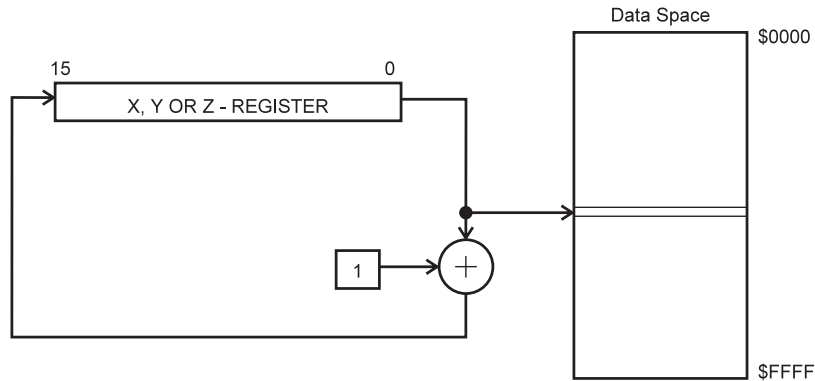 Data Space
$0000
15 0
X, Y OR Z - REGISTER
1
+
$FFFF